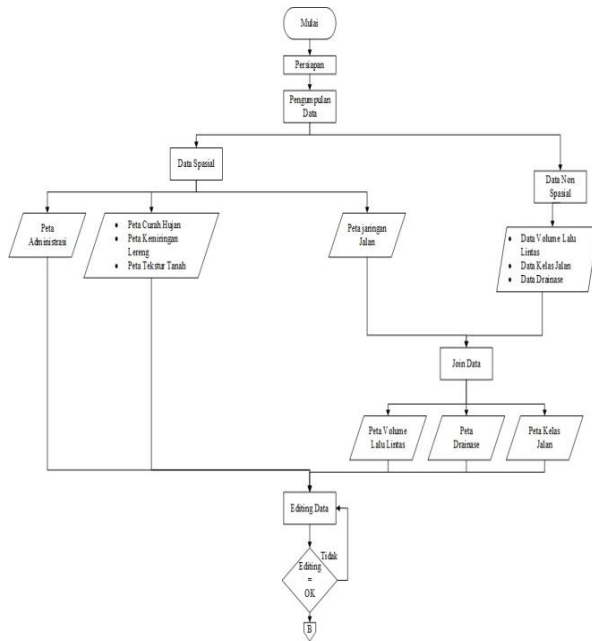 Mulai
Persiapan
Pengumpulan
Data
Data Spasial
Data Non
Spasial
Peta
Administrasi
Peta Curah Hujan
Peta Kemiringan
Lereng
Peta Tekstur Tanah
Peta jaringan
Jalan
Data Volume Lalu
Lintas
Data Kelas Jalan
Data Drainase
Join Data
Peta Volume
Lalu Lintas
Peta
Drainase
Peta Kelas
Jalan
Editing Data
Tidak
Editing
=
OK
B